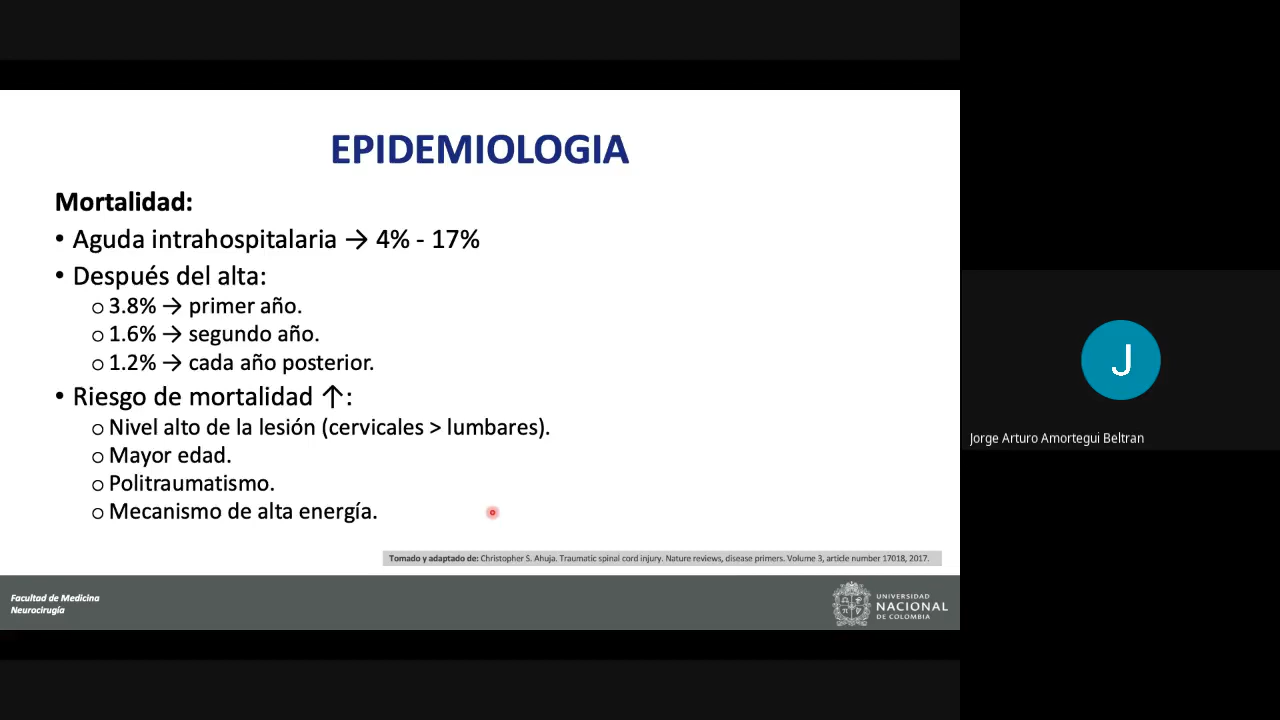 EPIDEMIOLOGIA
Mortalidad:
• Aguda intrahospitalaria → 4% - 17%
• Después del alta:
o 3.8% → primer año.
o 1.6% → segundo año.
o 1.2% → cada año posterior.
• Riesgo de mortalidad ↑:
o Nivel alto de la lesión (cervicales > lumbares).
o Mayor edad.
o Politraumatismo.
o Mecanismo de alta energía.
Tomado y adaptado de: Christopher S. Ahuja. Traumatic spinal cord injury. Nature reviews, disease primers. Volume 3, article number 17018, 2017.
Facultad de Medicina
Neurocirugía
UNIVERSIDAD
NACIONAL
DE COLOMBIA
J
Jorge Arturo Amortegui Beltran